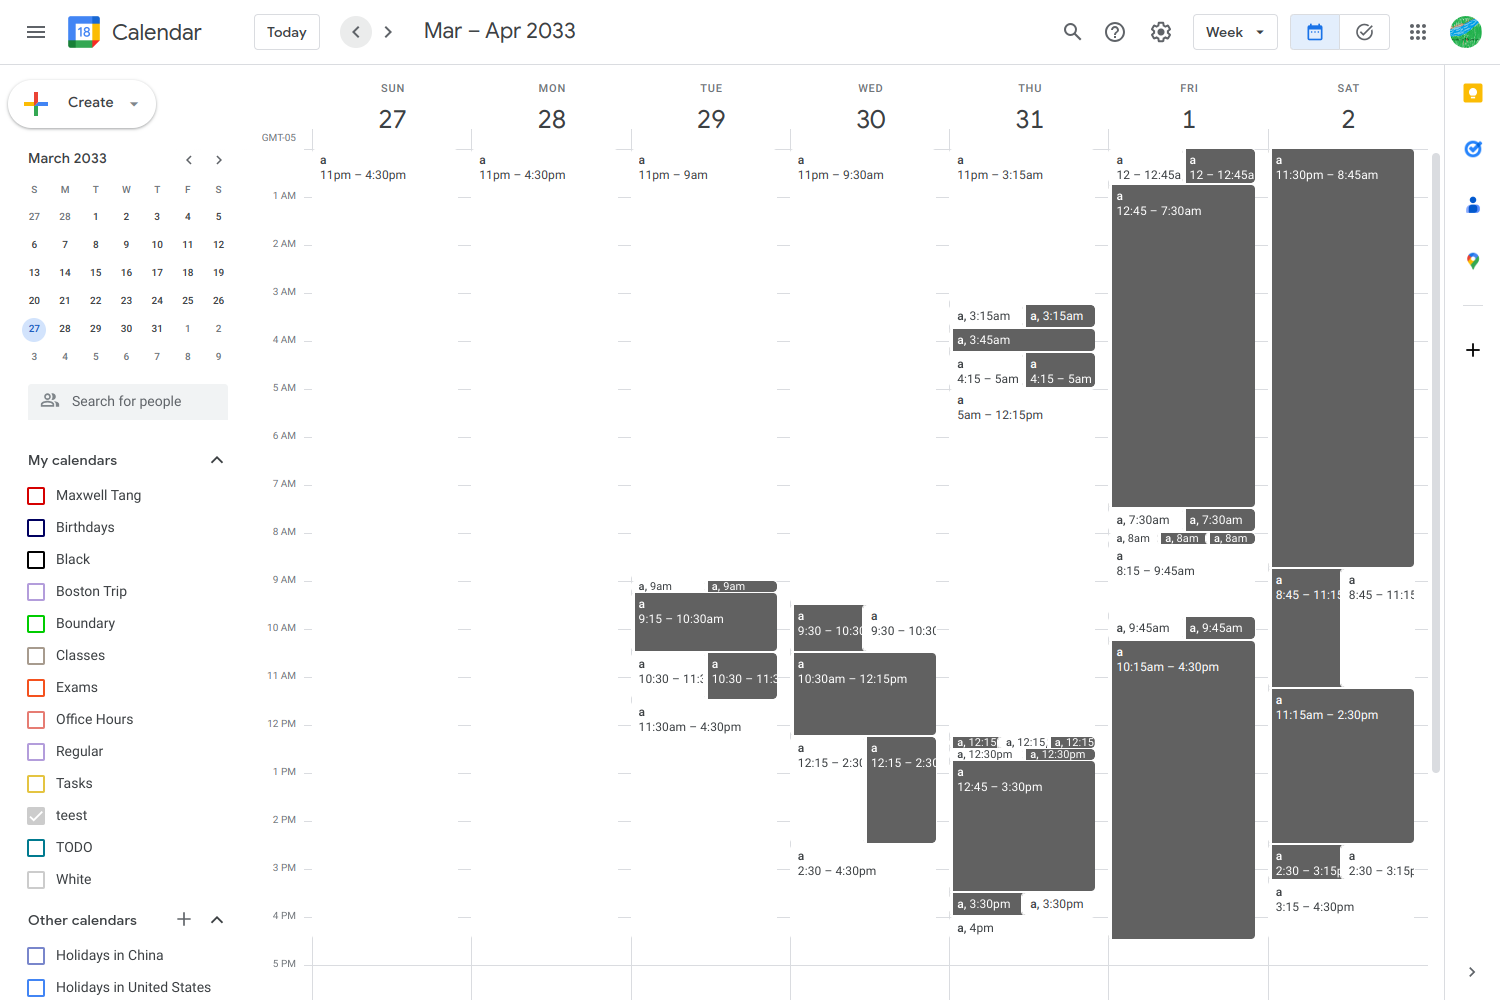 18 Calendar
Today
Mar – Apr 2033
Week
Create
March 2033
S M T W T F S
27 28 1 2 3 4 5
6 7 8 9 10 11 12
13 14 15 16 17 18 19
20 21 22 23 24 25 26
27 28 29 30 31 1 2
3 4 5 6 7 8 9
Search for people
My calendars
Maxwell Tang
Birthdays
Black
Boston Trip
Boundary
Classes
Exams
Office Hours
Regular
Tasks
teest
TODO
White
Other calendars
Holidays in China
Holidays in United States
GMT-05
1 AM
2 AM
3 AM
4 AM
5 AM
6 AM
7 AM
8 AM
9 AM
10 AM
11 AM
12 PM
1 PM
2 PM
3 PM
4 PM
5 PM
SUN
27
a
11pm – 4:30pm
MON
28
a
11pm – 4:30pm
TUE
29
a
11pm – 9am
a, 9am
a, 9am
a
9:15 – 10:30am
a
10:30 – 11:3
a
10:30 – 11:3
a
11:30am – 4:30pm
WED
30
a
11pm – 9:30am
a
9:30 – 10:30
a
9:30 – 10:30
a
10:30am – 12:15pm
a
12:15 – 2:30
a
12:15 – 2:30
a
2:30 – 4:30pm
THU
31
a
11pm – 3:15am
a, 3:15am
a, 3:15am
a, 3:45am
a
4:15 – 5am
a
4:15 – 5am
a
5am – 12:15pm
a, 12:15
a, 12:15,
a, 12:15
a, 12:30pm
a, 12:30pm
a
12:45 – 3:30pm
a, 3:30pm
a, 3:30pm
a, 4pm
FRI
1
a
12 – 12:45a
a
12 – 12:45a
a
12:45 – 7:30am
a, 7:30am
a, 7:30am
a, 8am
a, 8am
a, 8am
a
8:15 – 9:45am
a, 9:45am
a, 9:45am
a
10:15am – 4:30pm
SAT
2
a
11:30pm – 8:45am
a
8:45 – 11:15
a
8:45 – 11:15
a
11:15am – 2:30pm
a
2:30 – 3:15p
a
2:30 – 3:15p
a
3:15 – 4:30pm